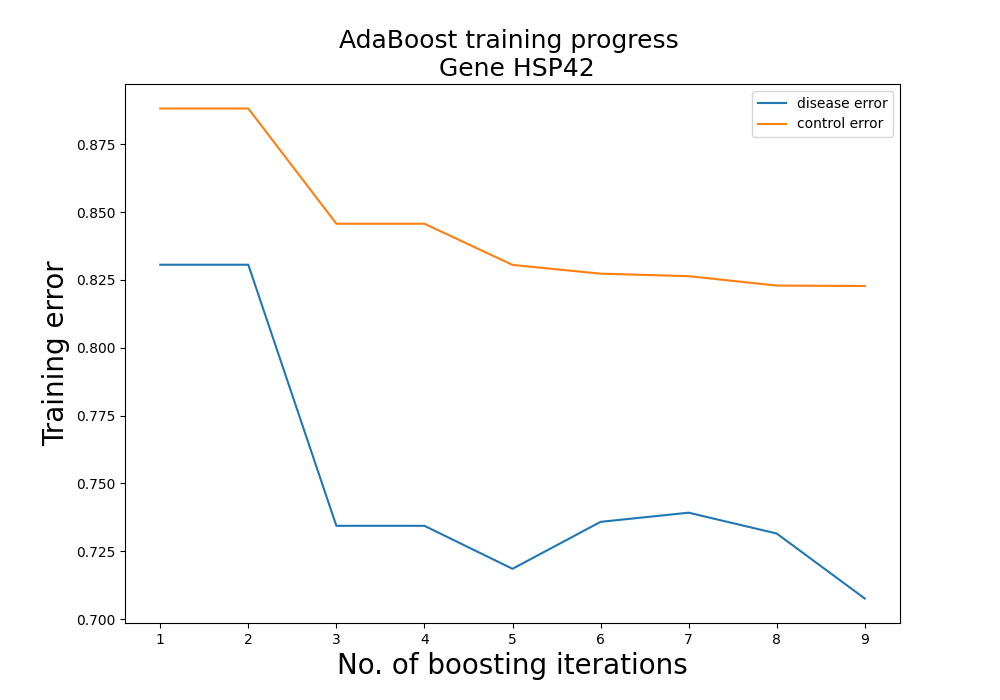 AdaBoost training progress
Gene HSP42
disease error
control error
0.875
0.850
0.825
0.800
0.775
0.750
0.725
0.700
Training error
1 2 3 4 5 6 7 8 9
No. of boosting iterations